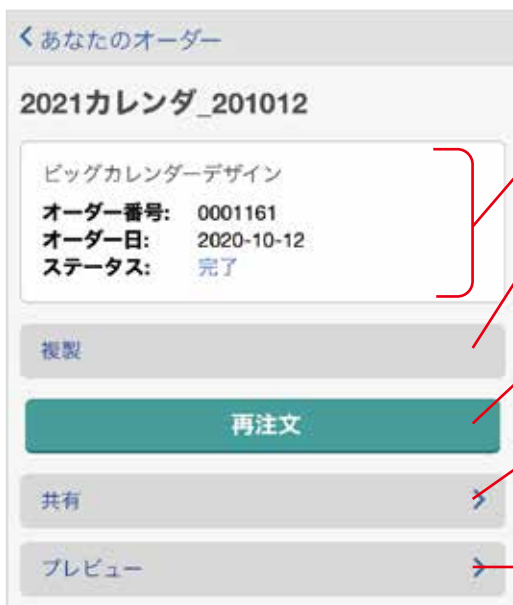 あなたのオーダー
2021カレンダ_201012
ビッグカレンダーデザイン
オーダー番号: 0001161
オーダー日: 2020-10-12
ステータス: 完了
複製
再注文
共有
プレビュー